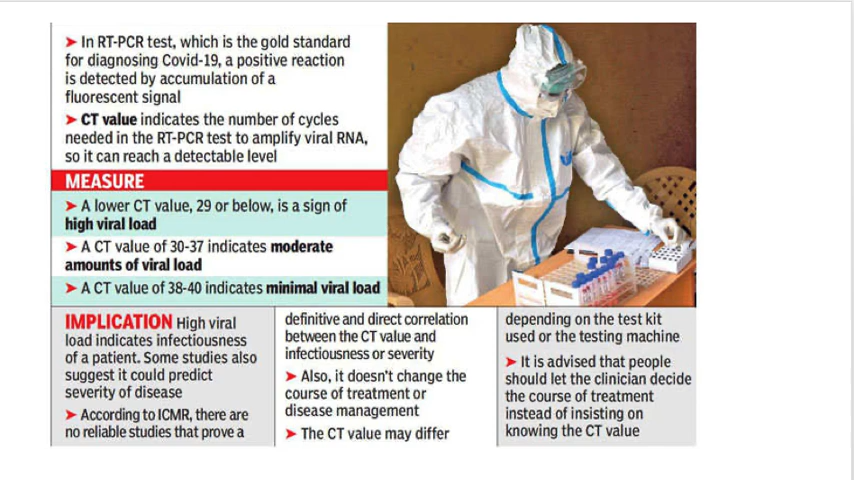 ➤ In RT-PCR test, which is the gold standard
for diagnosing Covid-19, a positive reaction
is detected by accumulation of a
fluorescent signal
➤ CT value indicates the number of cycles
needed in the RT-PCR test to amplify viral RNA,
so it can reach a detectable level
MEASURE
➤ A lower CT value, 29 or below, is a sign of
high viral load
➤ A CT value of 30-37 indicates moderate
amounts of viral load
➤ A CT value of 38-40 indicates minimal viral load
IMPLICATION High viral
load indicates infectiousness
of a patient. Some studies also
suggest it could predict
severity of disease
➤ According to ICMR, there are
no reliable studies that prove a
definitive and direct correlation
between the CT value and
infectiousness or severity
➤ Also, it doesn't change the
course of treatment or
disease management
➤ The CT value may differ
depending on the test kit
used or the testing machine
➤ It is advised that people
should let the clinician decide
the course of treatment
instead of insisting on
knowing the CT value